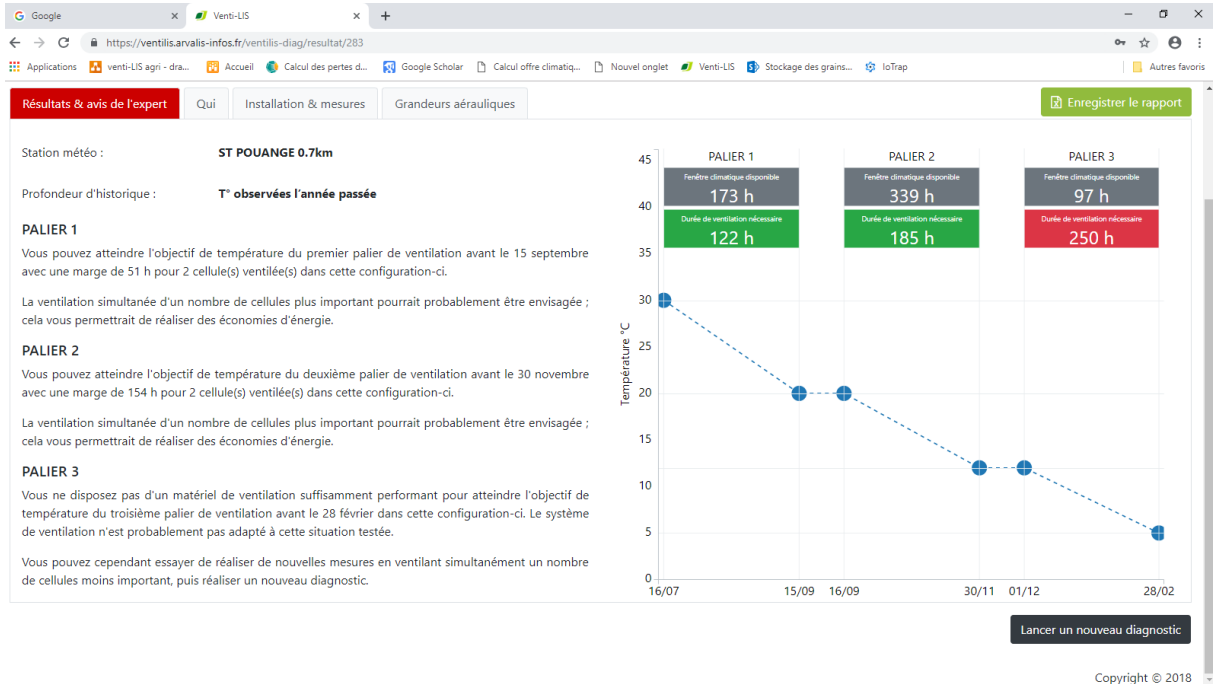 Google
Venti-LIS
https://ventilis.arvalis-infos.fr/ventilis-diag/resultat/283
Applications
venti-LIS agri - dra...
Accueil
Calcul des pertes d...
Google Scholar
Calcul offre climatiq...
Nouvel onglet
Venti-LIS
Stockage des grains...
IoTrap
Autres favoris
Résultats & avis de l'expert
Qui
Installation & mesures
Grandeurs aérauliques
Enregistrer le rapport
Station météo :
ST POUANGE 0.7km
Profondeur d'historique :
T° observées l'année passée
PALIER 1
Vous pouvez atteindre l'objectif de température du premier palier de ventilation avant le 15 septembre
avec une marge de 51 h pour 2 cellule(s) ventilée(s) dans cette configuration-ci.
La ventilation simultanée d'un nombre de cellules plus important pourrait probablement être envisagée ;
cela vous permettrait de réaliser des économies d'énergie.
PALIER 2
Vous pouvez atteindre l'objectif de température du deuxième palier de ventilation avant le 30 novembre
avec une marge de 154 h pour 2 cellule(s) ventilée(s) dans cette configuration-ci.
La ventilation simultanée d'un nombre de cellules plus important pourrait probablement être envisagée ;
cela vous permettrait de réaliser des économies d'énergie.
PALIER 3
Vous ne disposez pas d'un matériel de ventilation suffisamment performant pour atteindre l'objectif de
température du troisième palier de ventilation avant le 28 février dans cette configuration-ci. Le système
de ventilation n'est probablement pas adapté à cette situation testée.
Vous pouvez cependant essayer de réaliser de nouvelles mesures en ventilant simultanément un nombre
de cellules moins important, puis réaliser un nouveau diagnostic.
PALIER 1
Fenêtre climatique disponible
173 h
Durée de ventilation nécessaire
122 h
PALIER 2
Fenêtre climatique disponible
339 h
Durée de ventilation nécessaire
185 h
PALIER 3
Fenêtre climatique disponible
97 h
Durée de ventilation nécessaire
250 h
Température °C
45
40
35
30
25
20
15
10
5
0
16/07
15/09
16/09
30/11
01/12
28/02
Lancer un nouveau diagnostic
Copyright © 2018